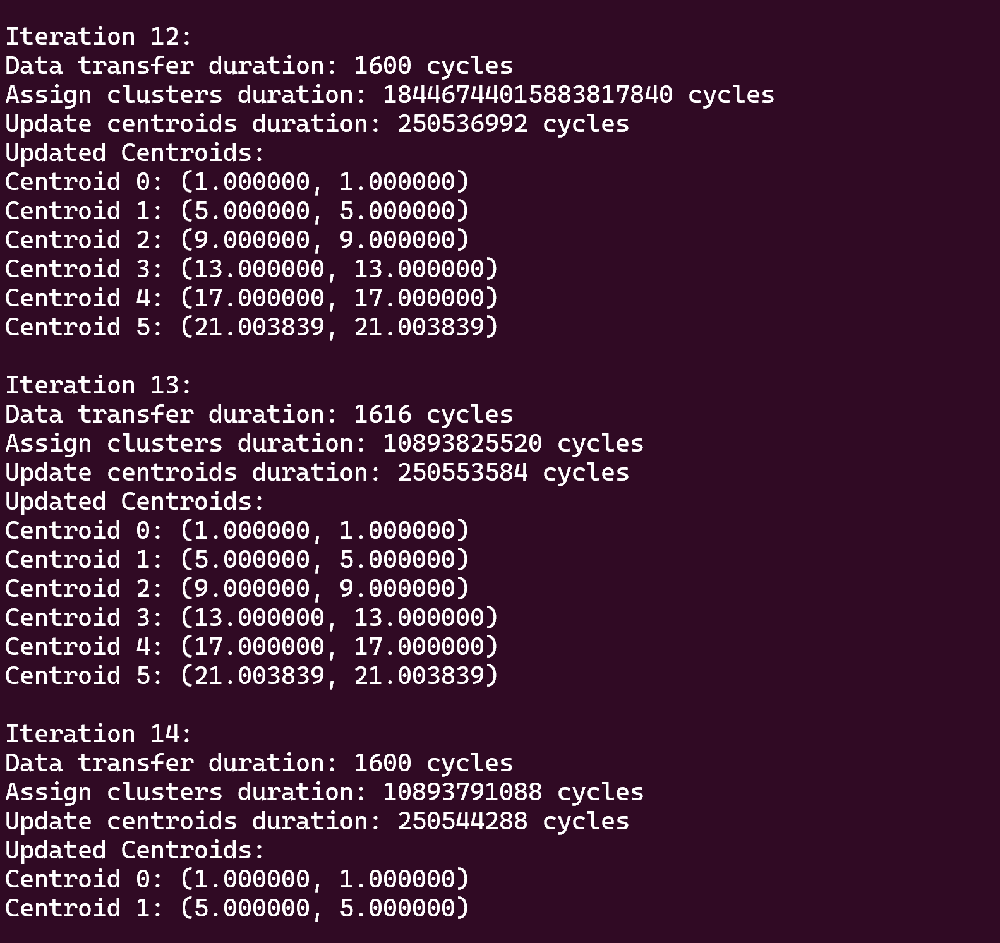 Iteration 12:
Data transfer duration: 1600 cycles
Assign clusters duration: 18446744015883817840 cycles
Update centroids duration: 250536992 cycles
Updated Centroids:
Centroid 0: (1.000000, 1.000000)
Centroid 1: (5.000000, 5.000000)
Centroid 2: (9.000000, 9.000000)
Centroid 3: (13.000000, 13.000000)
Centroid 4: (17.000000, 17.000000)
Centroid 5: (21.003839, 21.003839)

Iteration 13:
Data transfer duration: 1616 cycles
Assign clusters duration: 10893825520 cycles
Update centroids duration: 250553584 cycles
Updated Centroids:
Centroid 0: (1.000000, 1.000000)
Centroid 1: (5.000000, 5.000000)
Centroid 2: (9.000000, 9.000000)
Centroid 3: (13.000000, 13.000000)
Centroid 4: (17.000000, 17.000000)
Centroid 5: (21.003839, 21.003839)

Iteration 14:
Data transfer duration: 1600 cycles
Assign clusters duration: 10893791088 cycles
Update centroids duration: 250544288 cycles
Updated Centroids:
Centroid 0: (1.000000, 1.000000)
Centroid 1: (5.000000, 5.000000)